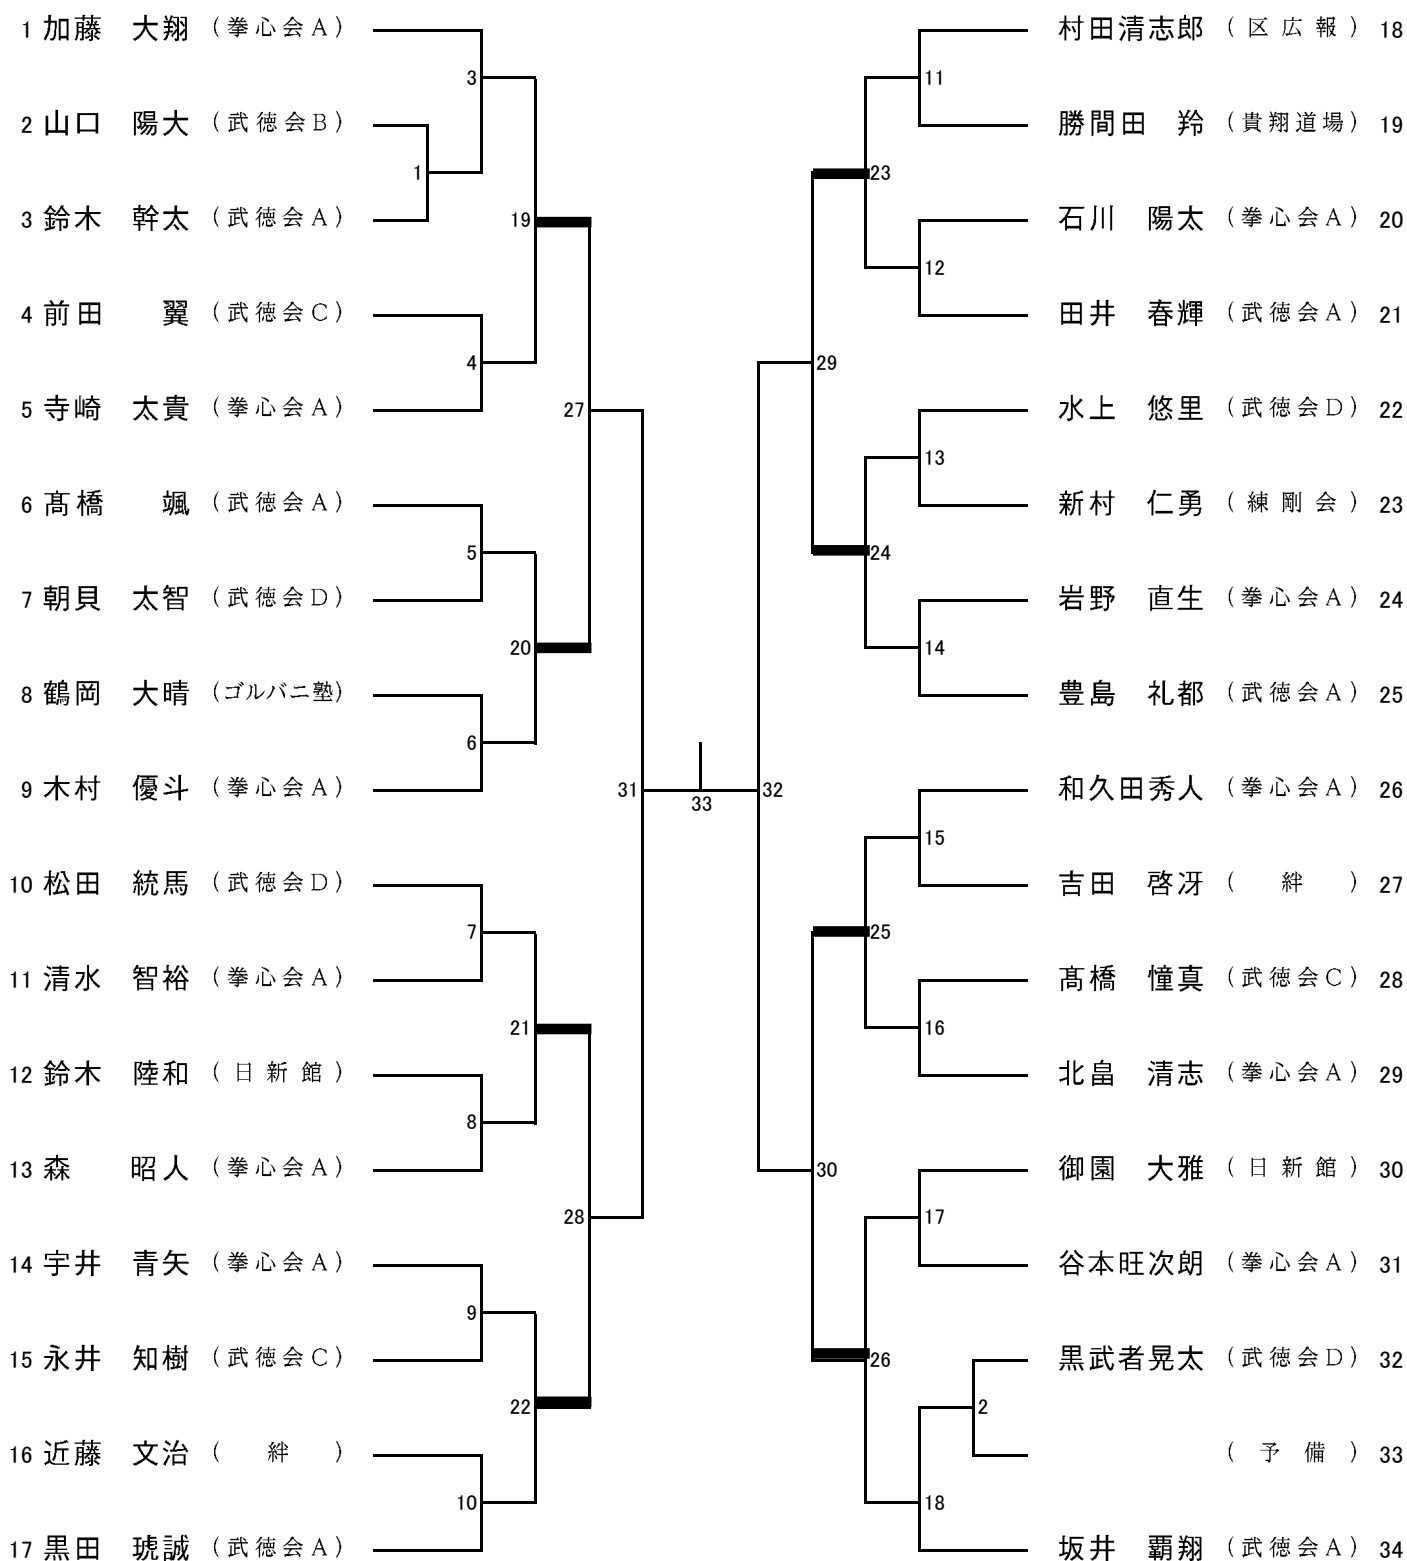 1 加藤　大翔 （拳心会Ａ）
2 山口　陽大 （武徳会Ｂ）
3 鈴木　幹太 （武徳会Ａ）
4 前田　　翼 （武徳会Ｃ）
5 寺崎　太貴 （拳心会Ａ）
6 髙橋　　颯 （武徳会Ａ）
7 朝貝　太智 （武徳会Ｄ）
8 鶴岡　大晴 （ゴルバニ塾）
9 木村　優斗 （拳心会Ａ）
10 松田　統馬 （武徳会Ｄ）
11 清水　智裕 （拳心会Ａ）
12 鈴木　陸和 （日新館）
13 森　　昭人 （拳心会Ａ）
14 宇井　青矢 （拳心会Ａ）
15 永井　知樹 （武徳会Ｃ）
16 近藤　文治 （　絆　）
17 黒田　琥誠 （武徳会Ａ）
1
3
4
5
6
7
8
9
10
19
20
21
22
27
28
31
33
32
29
30
23
24
25
26
11
12
13
14
15
16
17
2
18
村田清志郎 （区広報） 18
勝間田　羚 （貴翔道場） 19
石川　陽太 （拳心会Ａ） 20
田井　春輝 （武徳会Ａ） 21
水上　悠里 （武徳会Ｄ） 22
新村　仁勇 （練剛会） 23
岩野　直生 （拳心会Ａ） 24
豊島　礼都 （武徳会Ａ） 25
和久田秀人 （拳心会Ａ） 26
吉田　啓冴 （　絆　） 27
髙橋　憧真 （武徳会Ｃ） 28
北畠　清志 （拳心会Ａ） 29
御園　大雅 （日新館） 30
谷本旺次朗 （拳心会Ａ） 31
黒武者晃太 （武徳会Ｄ） 32
（予備） 33
坂井　覇翔 （武徳会Ａ） 34